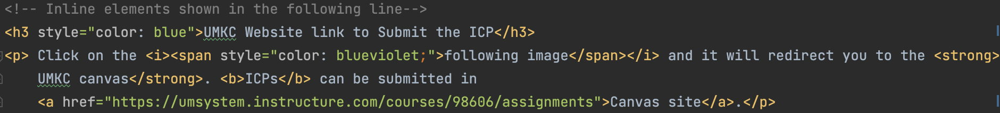 <!-- Inline elements shown in the following line-->
<h3 style="color: blue">UMKC Website link to Submit the ICP</h3>
<p> Click on the <i><span style="color: blueviolet;">following image</span></i> and it will redirect you to the <strong>
UMKC canvas</strong>. <b>ICPs</b> can be submitted in
<a href="https://umsystem.instructure.com/courses/98606/assignments">Canvas site</a>.</p>